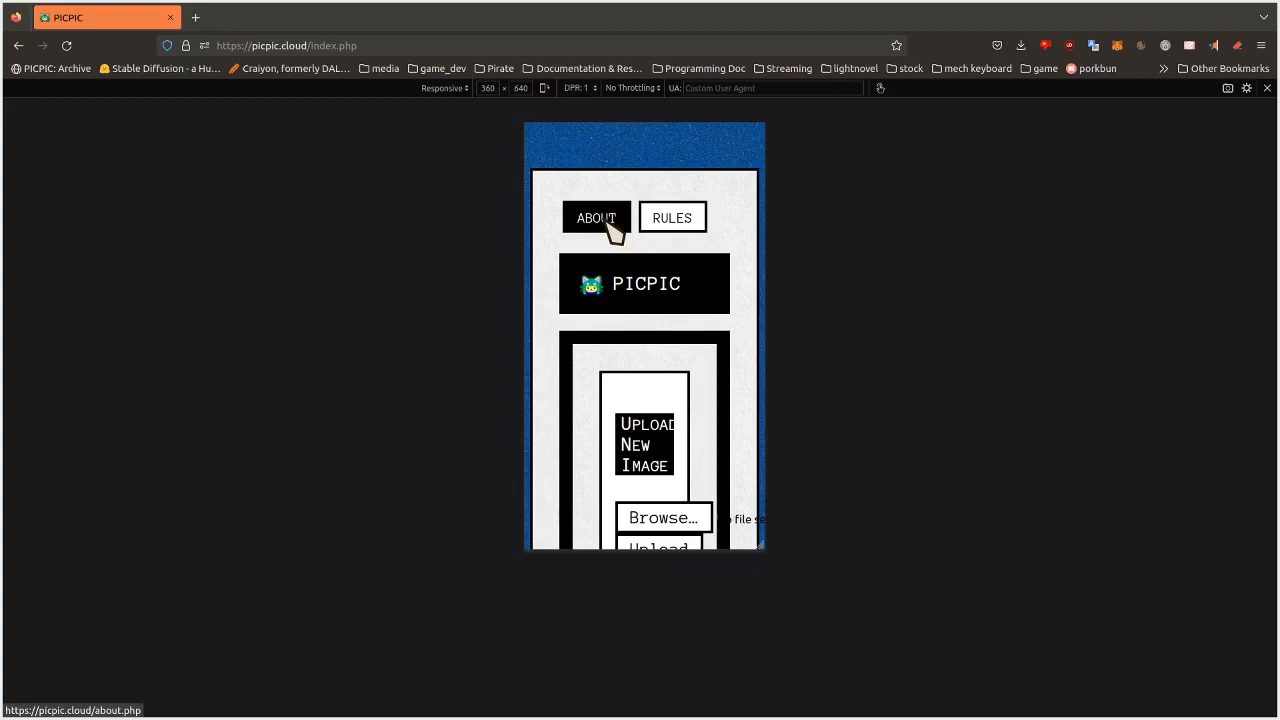 PICPIC
https://picpic.cloud/index.php
PICPIC: Archive
Stable Diffusion - a Hu...
Craiyon, formerly DAL...
media
game_dev
Pirate
Documentation & Res...
Programming Doc
Streaming
lightnovel
stock
mech keyboard
game
porkbun
Other Bookmarks
Responsive
360 × 640
DPR: 1
No Throttling
UA: Custom User Agent
ABOUT
RULES
PICPIC
UPLOAD
NEW
IMAGE
Browse...
file
Upload
https://picpic.cloud/about.php